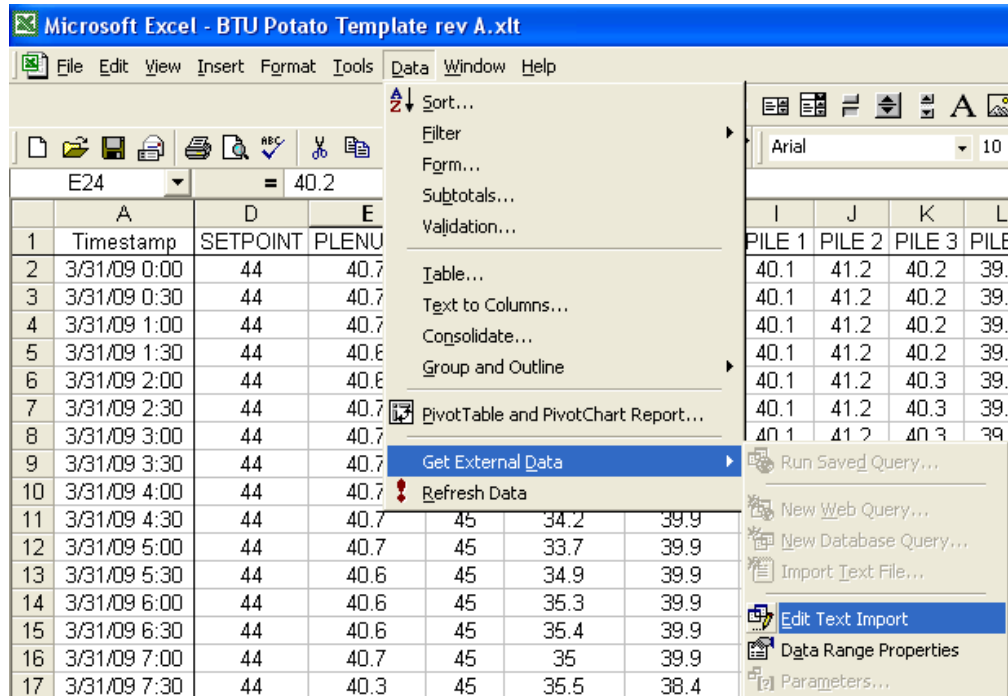 Microsoft Excel - BTU Potato Template rev A.xlt
File Edit View Insert Format Tools Data Window Help
Sort...
Filter
Form...
Subtotals...
Validation...
Table...
Text to Columns...
Consolidate...
Group and Outline
PivotTable and PivotChart Report...
Get External Data
Refresh Data
Run Saved Query...
New Web Query...
New Database Query...
Import Text File...
Edit Text Import
Data Range Properties
Parameters...
Arial 10
E24 = 40.2
A D E I J K L
1 Timestamp SETPOINT PLENU PILE 1 PILE 2 PILE 3 PILE
2 3/31/09 0:00 44 40.7 40.1 41.2 40.2 39.
3 3/31/09 0:30 44 40.7 40.1 41.2 40.2 39.
4 3/31/09 1:00 44 40.7 40.1 41.2 40.2 39.
5 3/31/09 1:30 44 40.6 40.1 41.2 40.2 39.
6 3/31/09 2:00 44 40.6 40.1 41.2 40.3 39.
7 3/31/09 2:30 44 40.7 40.1 41.2 40.3 39.
8 3/31/09 3:00 44 40.7 40.1 41.2 40.3 39.
9 3/31/09 3:30 44 40.7
10 3/31/09 4:00 44 40.7
11 3/31/09 4:30 44 40.7 45 34.2 39.9
12 3/31/09 5:00 44 40.7 45 33.7 39.9
13 3/31/09 5:30 44 40.6 45 34.9 39.9
14 3/31/09 6:00 44 40.6 45 35.3 39.9
15 3/31/09 6:30 44 40.6 45 35.4 39.9
16 3/31/09 7:00 44 40.7 45 35 39.9
17 3/31/09 7:30 44 40.3 45 35.5 38.4